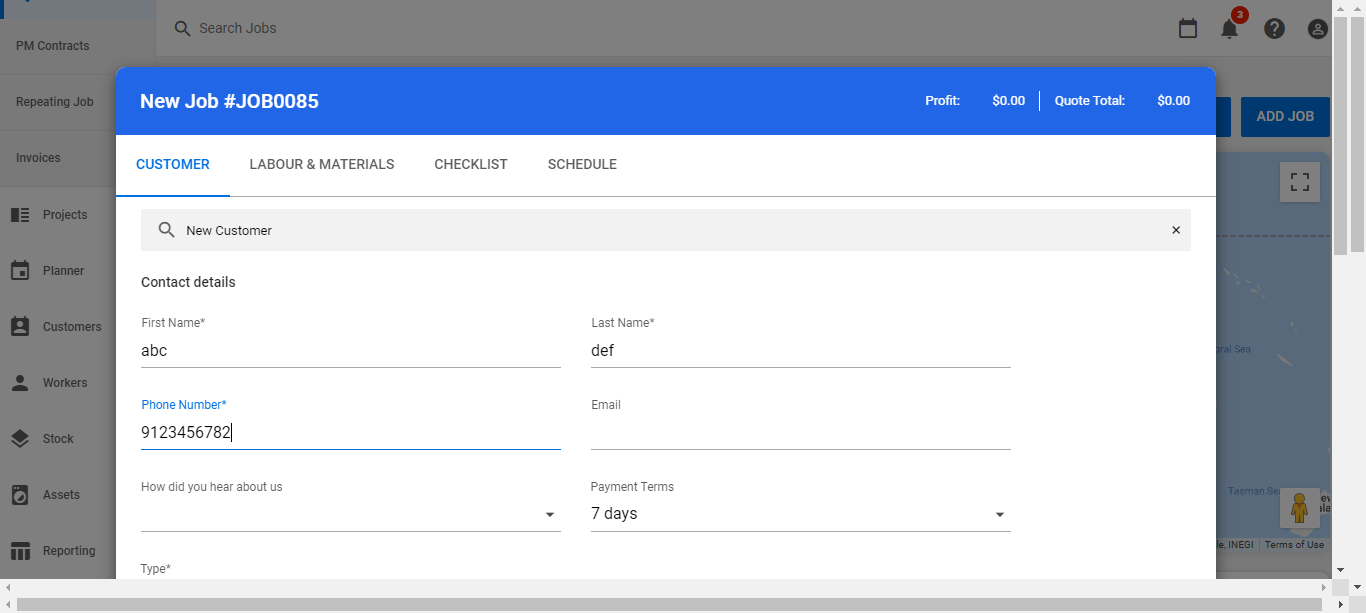 PM Contracts
Search Jobs
3
New Job #JOB0085
Profit: $0.00 Quote Total: $0.00
Repeating Job
ADD JOB
Invoices
CUSTOMER LABOUR & MATERIALS CHECKLIST SCHEDULE
Projects
New Customer ×
Planner
Contact details
Customers
First Name* Last Name*
abc def
Workers
Phone Number* Email
9123456782
Stock
How did you hear about us Payment Terms
Assets
7 days
Reporting
Type*
Sea
Tasman
INEGI Terms of Use